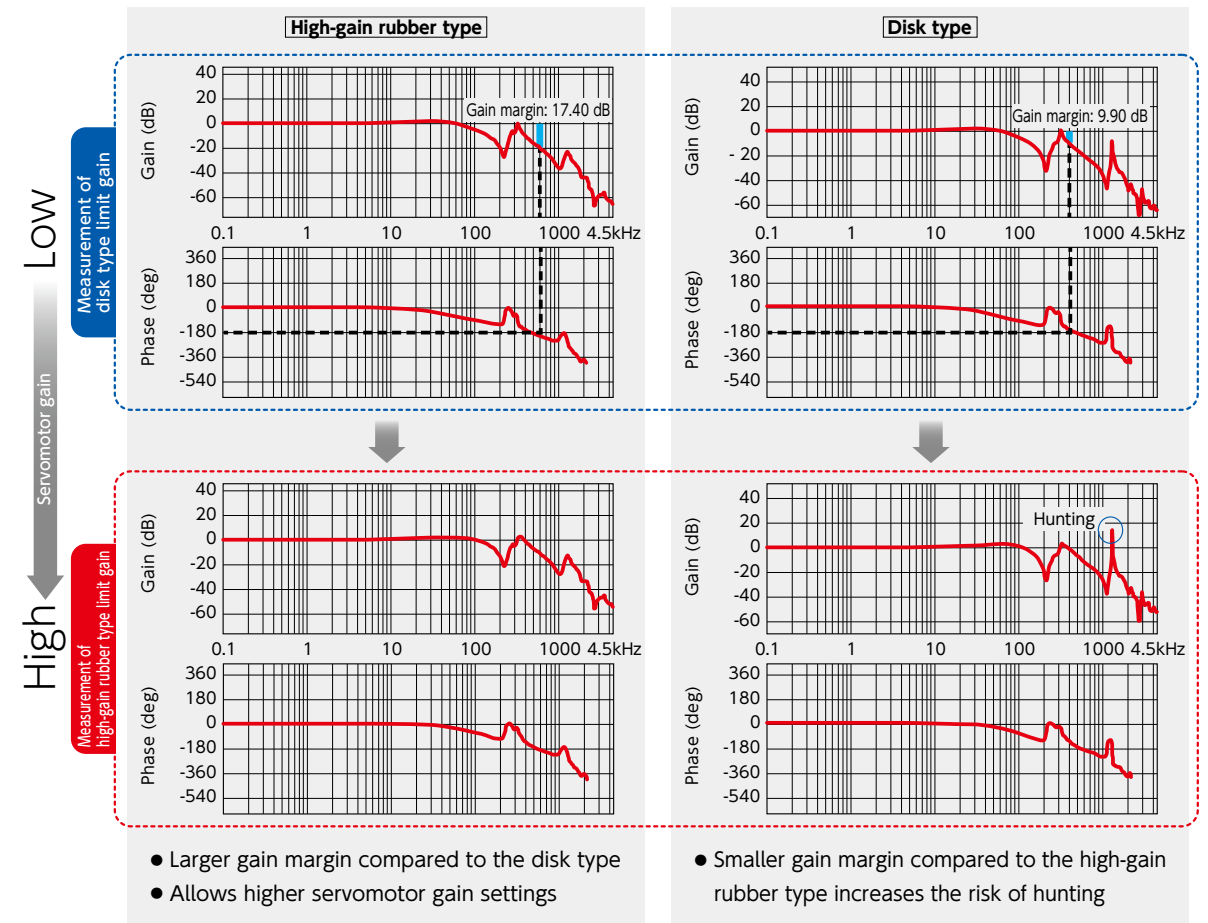 High-gain rubber type
Disk type
LOW
Servomotor gain
High
Measurement of
disk type limit gain
Measurement of
high-gain rubber type limit gain
Gain (dB)
40
20
0
-20
-40
-60
Gain margin: 17.40 dB
0.1 1 10 100 1000 4.5kHz
Phase (deg)
360
180
0
-180
-360
-540
Gain (dB)
40
20
0
- 20
-40
-60
Gain margin: 9.90 dB
0.1 1 10 100 1000 4.5kHz
Phase (deg)
360
180
0
-180
-360
-540
Gain (dB)
40
20
0
-20
-40
-60
0.1 1 10 100 1000 4.5kHz
Phase (deg)
360
180
0
-180
-360
-540
Gain (dB)
40
20
0
-20
-40
-60
Hunting
0.1 1 10 100 1000 4.5kHz
Phase (deg)
360
180
0
-180
-360
-540
● Larger gain margin compared to the disk type
● Allows higher servomotor gain settings
● Smaller gain margin compared to the high-gain
rubber type increases the risk of hunting